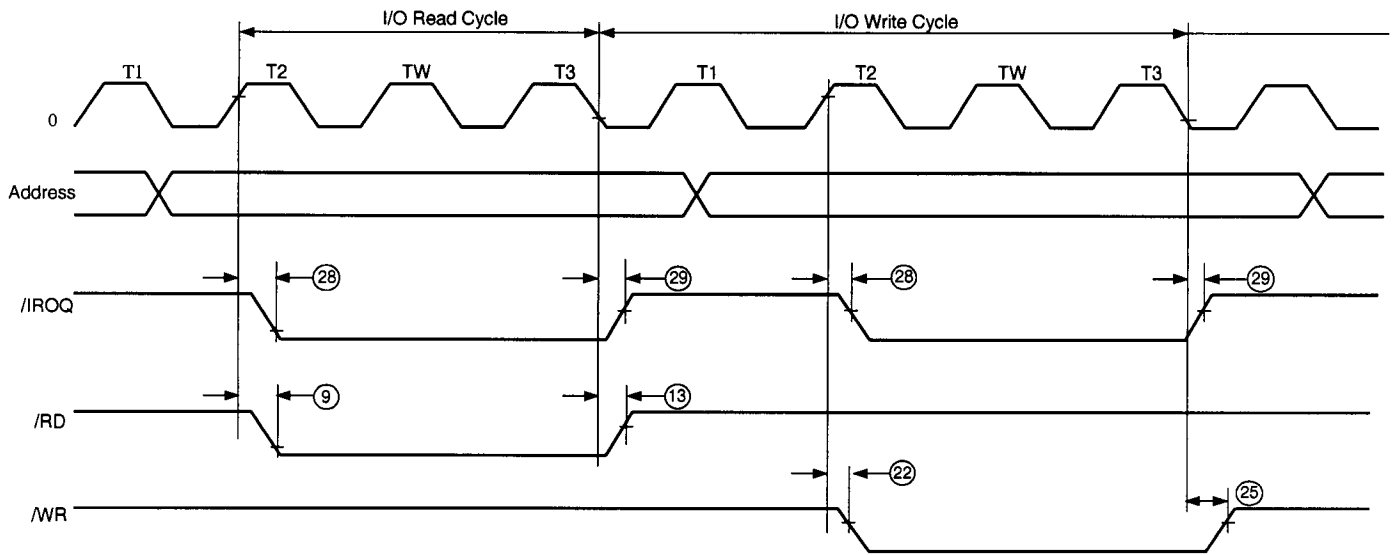 I/O Read Cycle I/O Write Cycle
T1 T2 TW T3 T1 T2 TW T3
0
Address
28 29 28 29
/IROQ
9 13
/RD
22
25
/WR